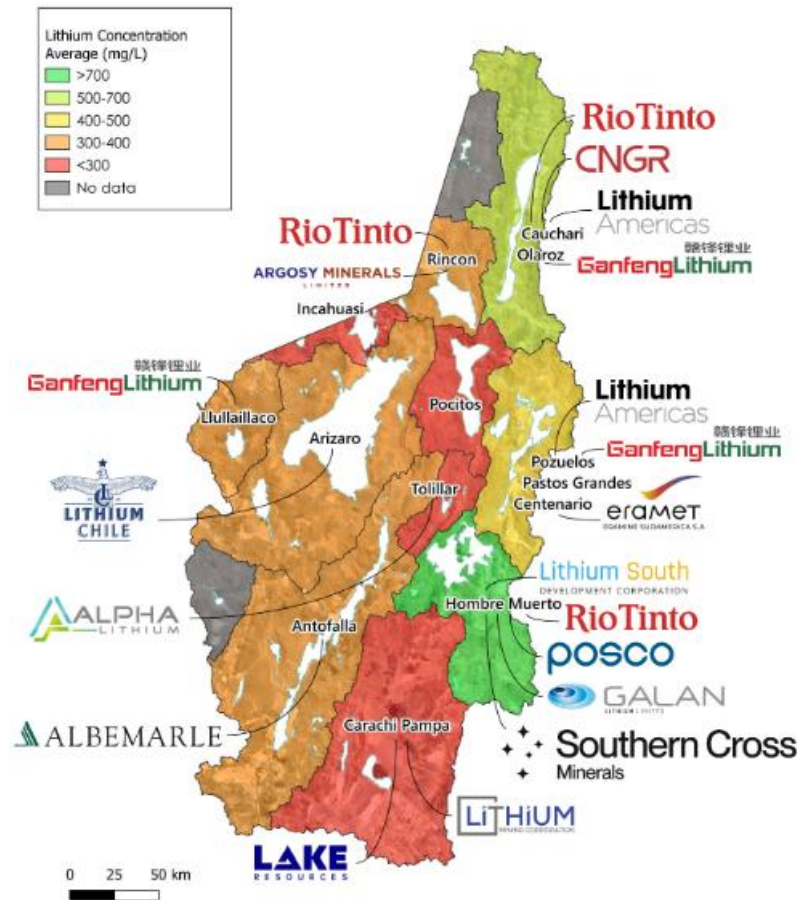 Lithium Concentration
Average (mg/L)
>700
500-700
400-500
300-400
<300
No data
RioTinto
CNGR
Lithium
Americas
Cauchari
Olaroz
赣锋锂业
GanfengLithium
RioTinto
Rincon
ARGOSY MINERALS
LIMITED
Incahuasi
赣锋锂业
GanfengLithium
Llullaillaco
Pocitos
Lithium
Americas
Arizaro
赣锋锂业
GanfengLithium
Pozuelos
Pastos Grandes
Centenario
Tolillar
LITHIUM
CHILE
eramet
ERAMINE SUDAMERICA S.A
Lithium South
DEVELOPMENT CORPORATION
Hombre Muerto
RioTinto
ALPHA
LITHIUM
Antofalla
posco
GALAN
LITHIUM LIMITED
ALBEMARLE
Carachi Pampa
Southern Cross
Minerals
LiTHiUM
LAKE
RESOURCES
0 25 50 km